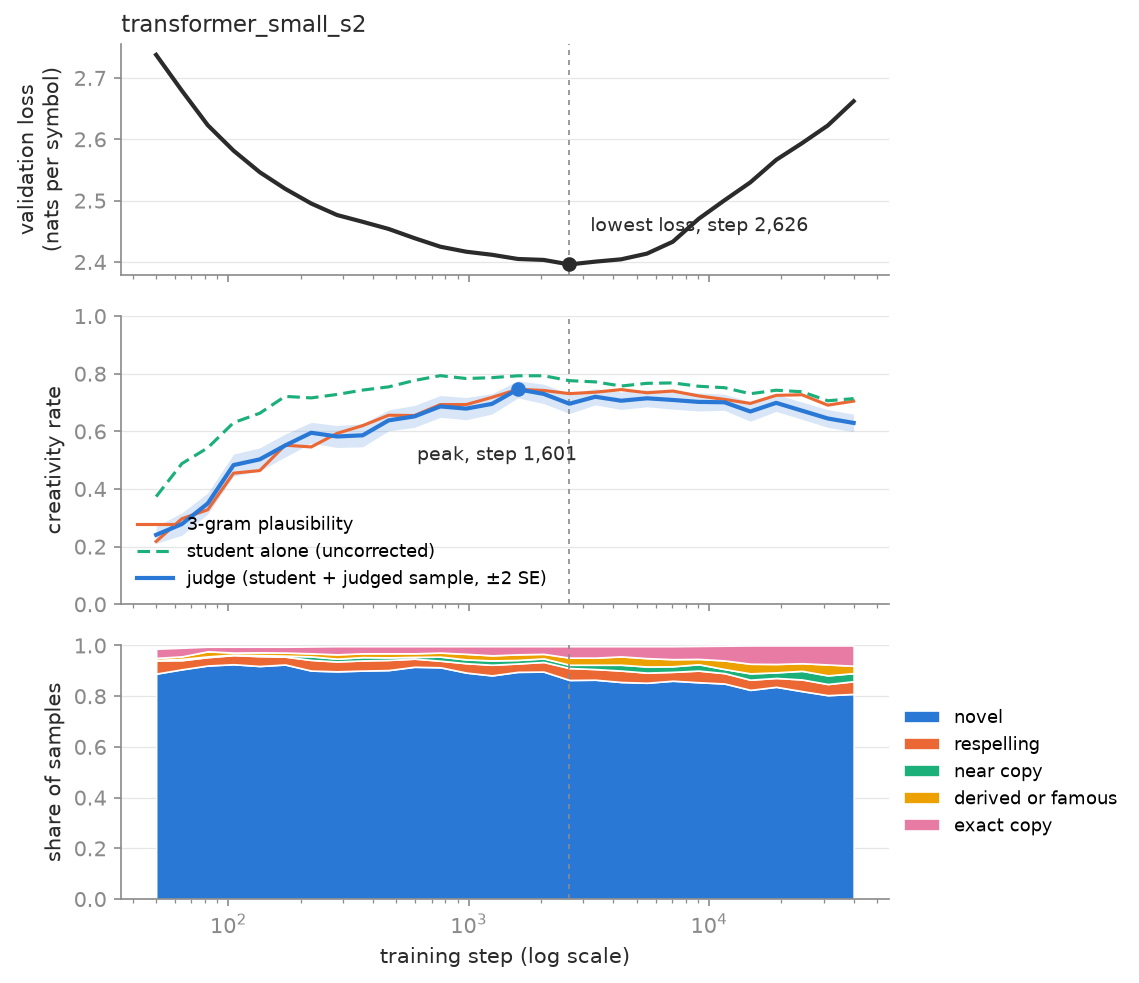 transformer_small_s2
validation loss
(nats per symbol)
2.7
2.6
2.5
2.4
lowest loss, step 2,626
creativity rate
1.0
0.8
0.6
0.4
0.2
0.0
peak, step 1,601
3-gram plausibility
student alone (uncorrected)
judge (student + judged sample, ±2 SE)
share of samples
1.0
0.8
0.6
0.4
0.2
0.0
novel
respelling
near copy
derived or famous
exact copy
10²
10³
10⁴
training step (log scale)